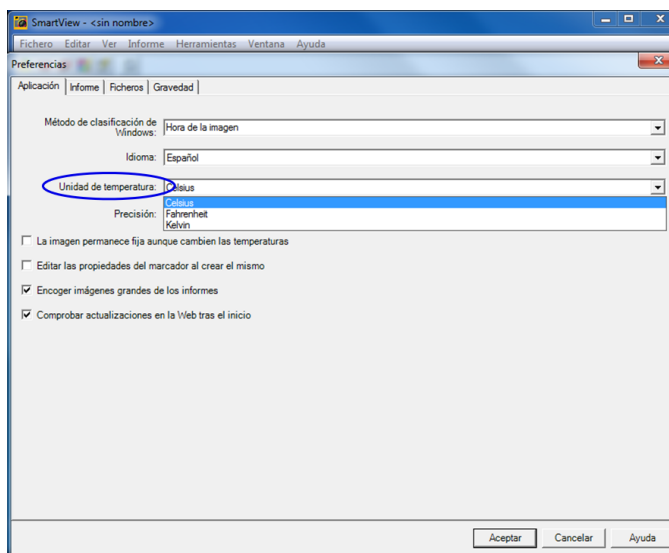 SmartView - <sin nombre>
Fichero Editar Ver Informe Herramientas Ventana Ayuda
Preferencias
Aplicación Informe Ficheros Gravedad
Método de clasificación de
Windows: Hora de la imagen
Idioma: Español
Unidad de temperatura: Celsius
Celsius
Precisión: Fahrenheit
Kelvin
La imagen permanece fija aunque cambien las temperaturas
Editar las propiedades del marcador al crear el mismo
Encoger imágenes grandes de los informes
Comprobar actualizaciones en la Web tras el inicio
Aceptar Cancelar Ayuda